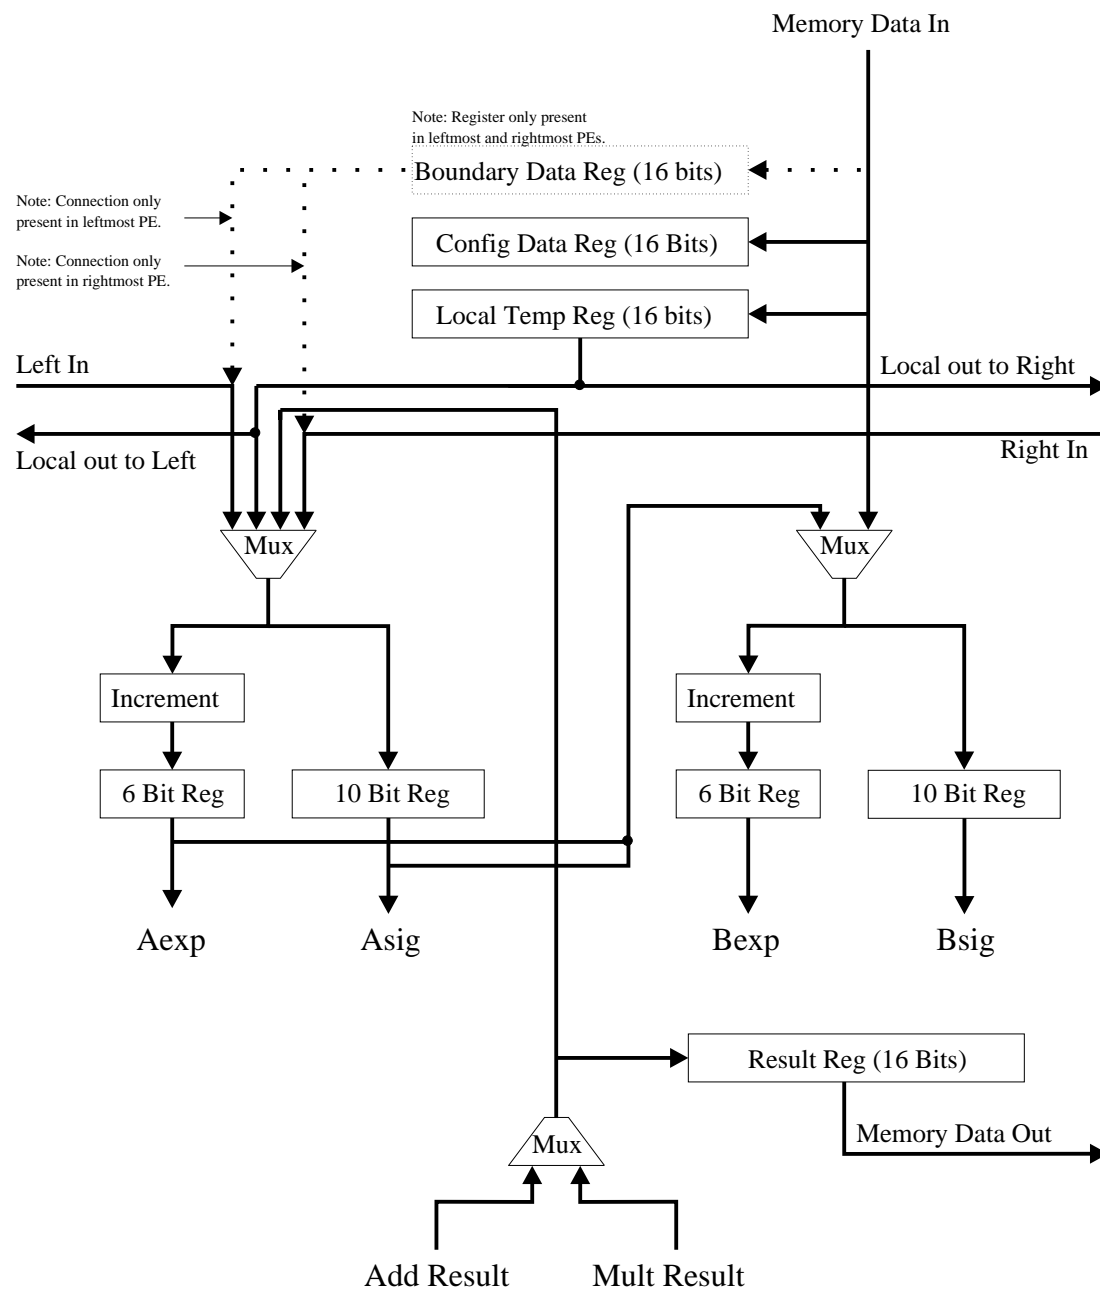 Memory Data In
Note: Register only present
in leftmost and rightmost PEs.
Boundary Data Reg (16 bits)
Note: Connection only
present in leftmost PE.
Config Data Reg (16 Bits)
Note: Connection only
present in rightmost PE.
Local Temp Reg (16 bits)
Left In
Local out to Right
Local out to Left
Right In
Mux
Mux
Increment
Increment
6 Bit Reg
10 Bit Reg
6 Bit Reg
10 Bit Reg
Aexp
Asig
Bexp
Bsig
Result Reg (16 Bits)
Memory Data Out
Mux
Add Result
Mult Result